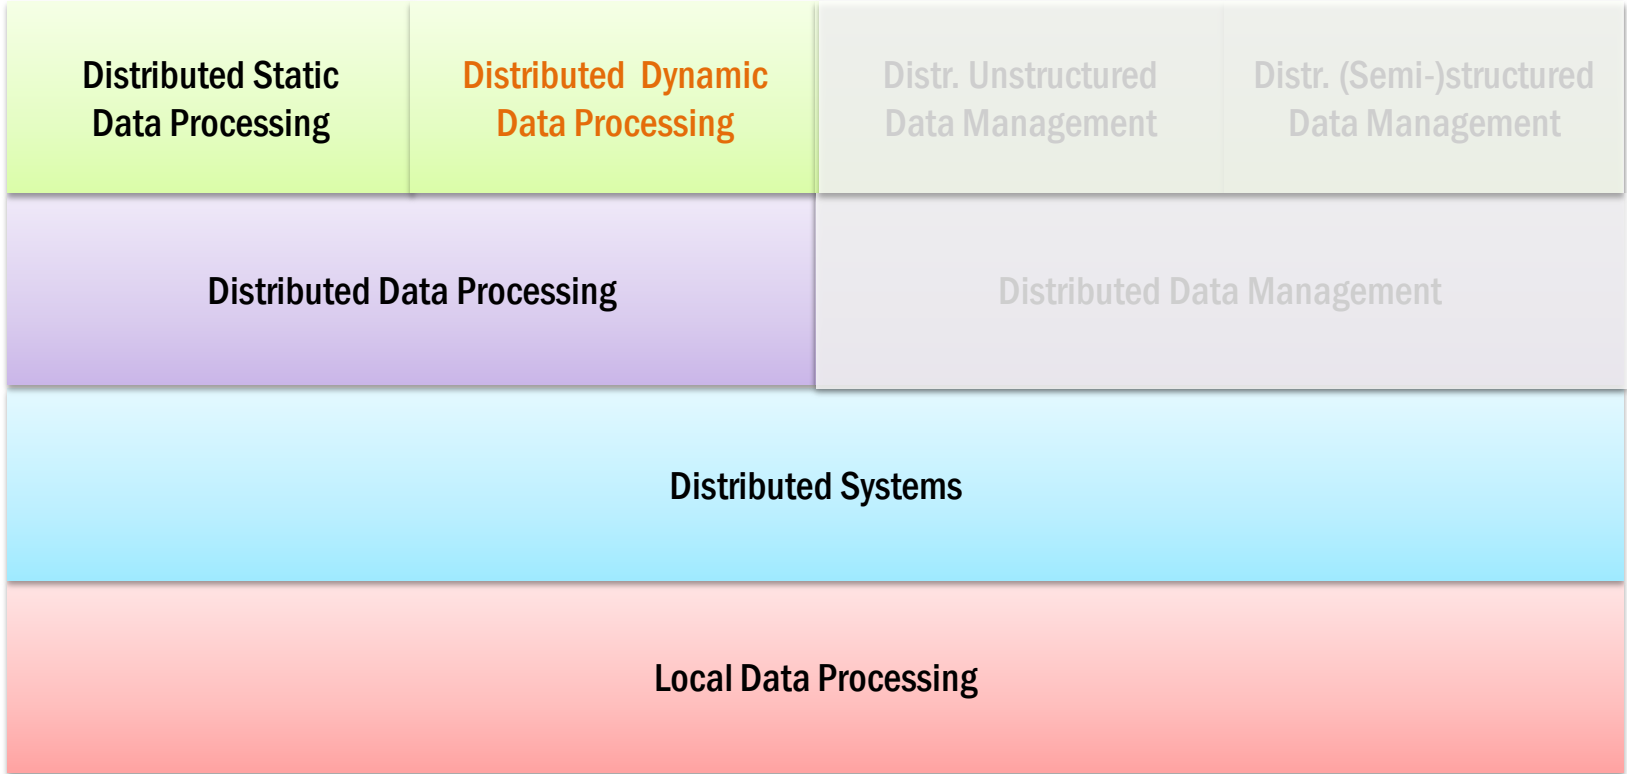 Distributed Static
Data Processing
Distributed  Dynamic
Data Processing
Distr. Unstructured
Data Management
Distr. (Semi-)structured
Data Management
Distributed Data Processing
Distributed Data Management
Distributed Systems
Local Data Processing